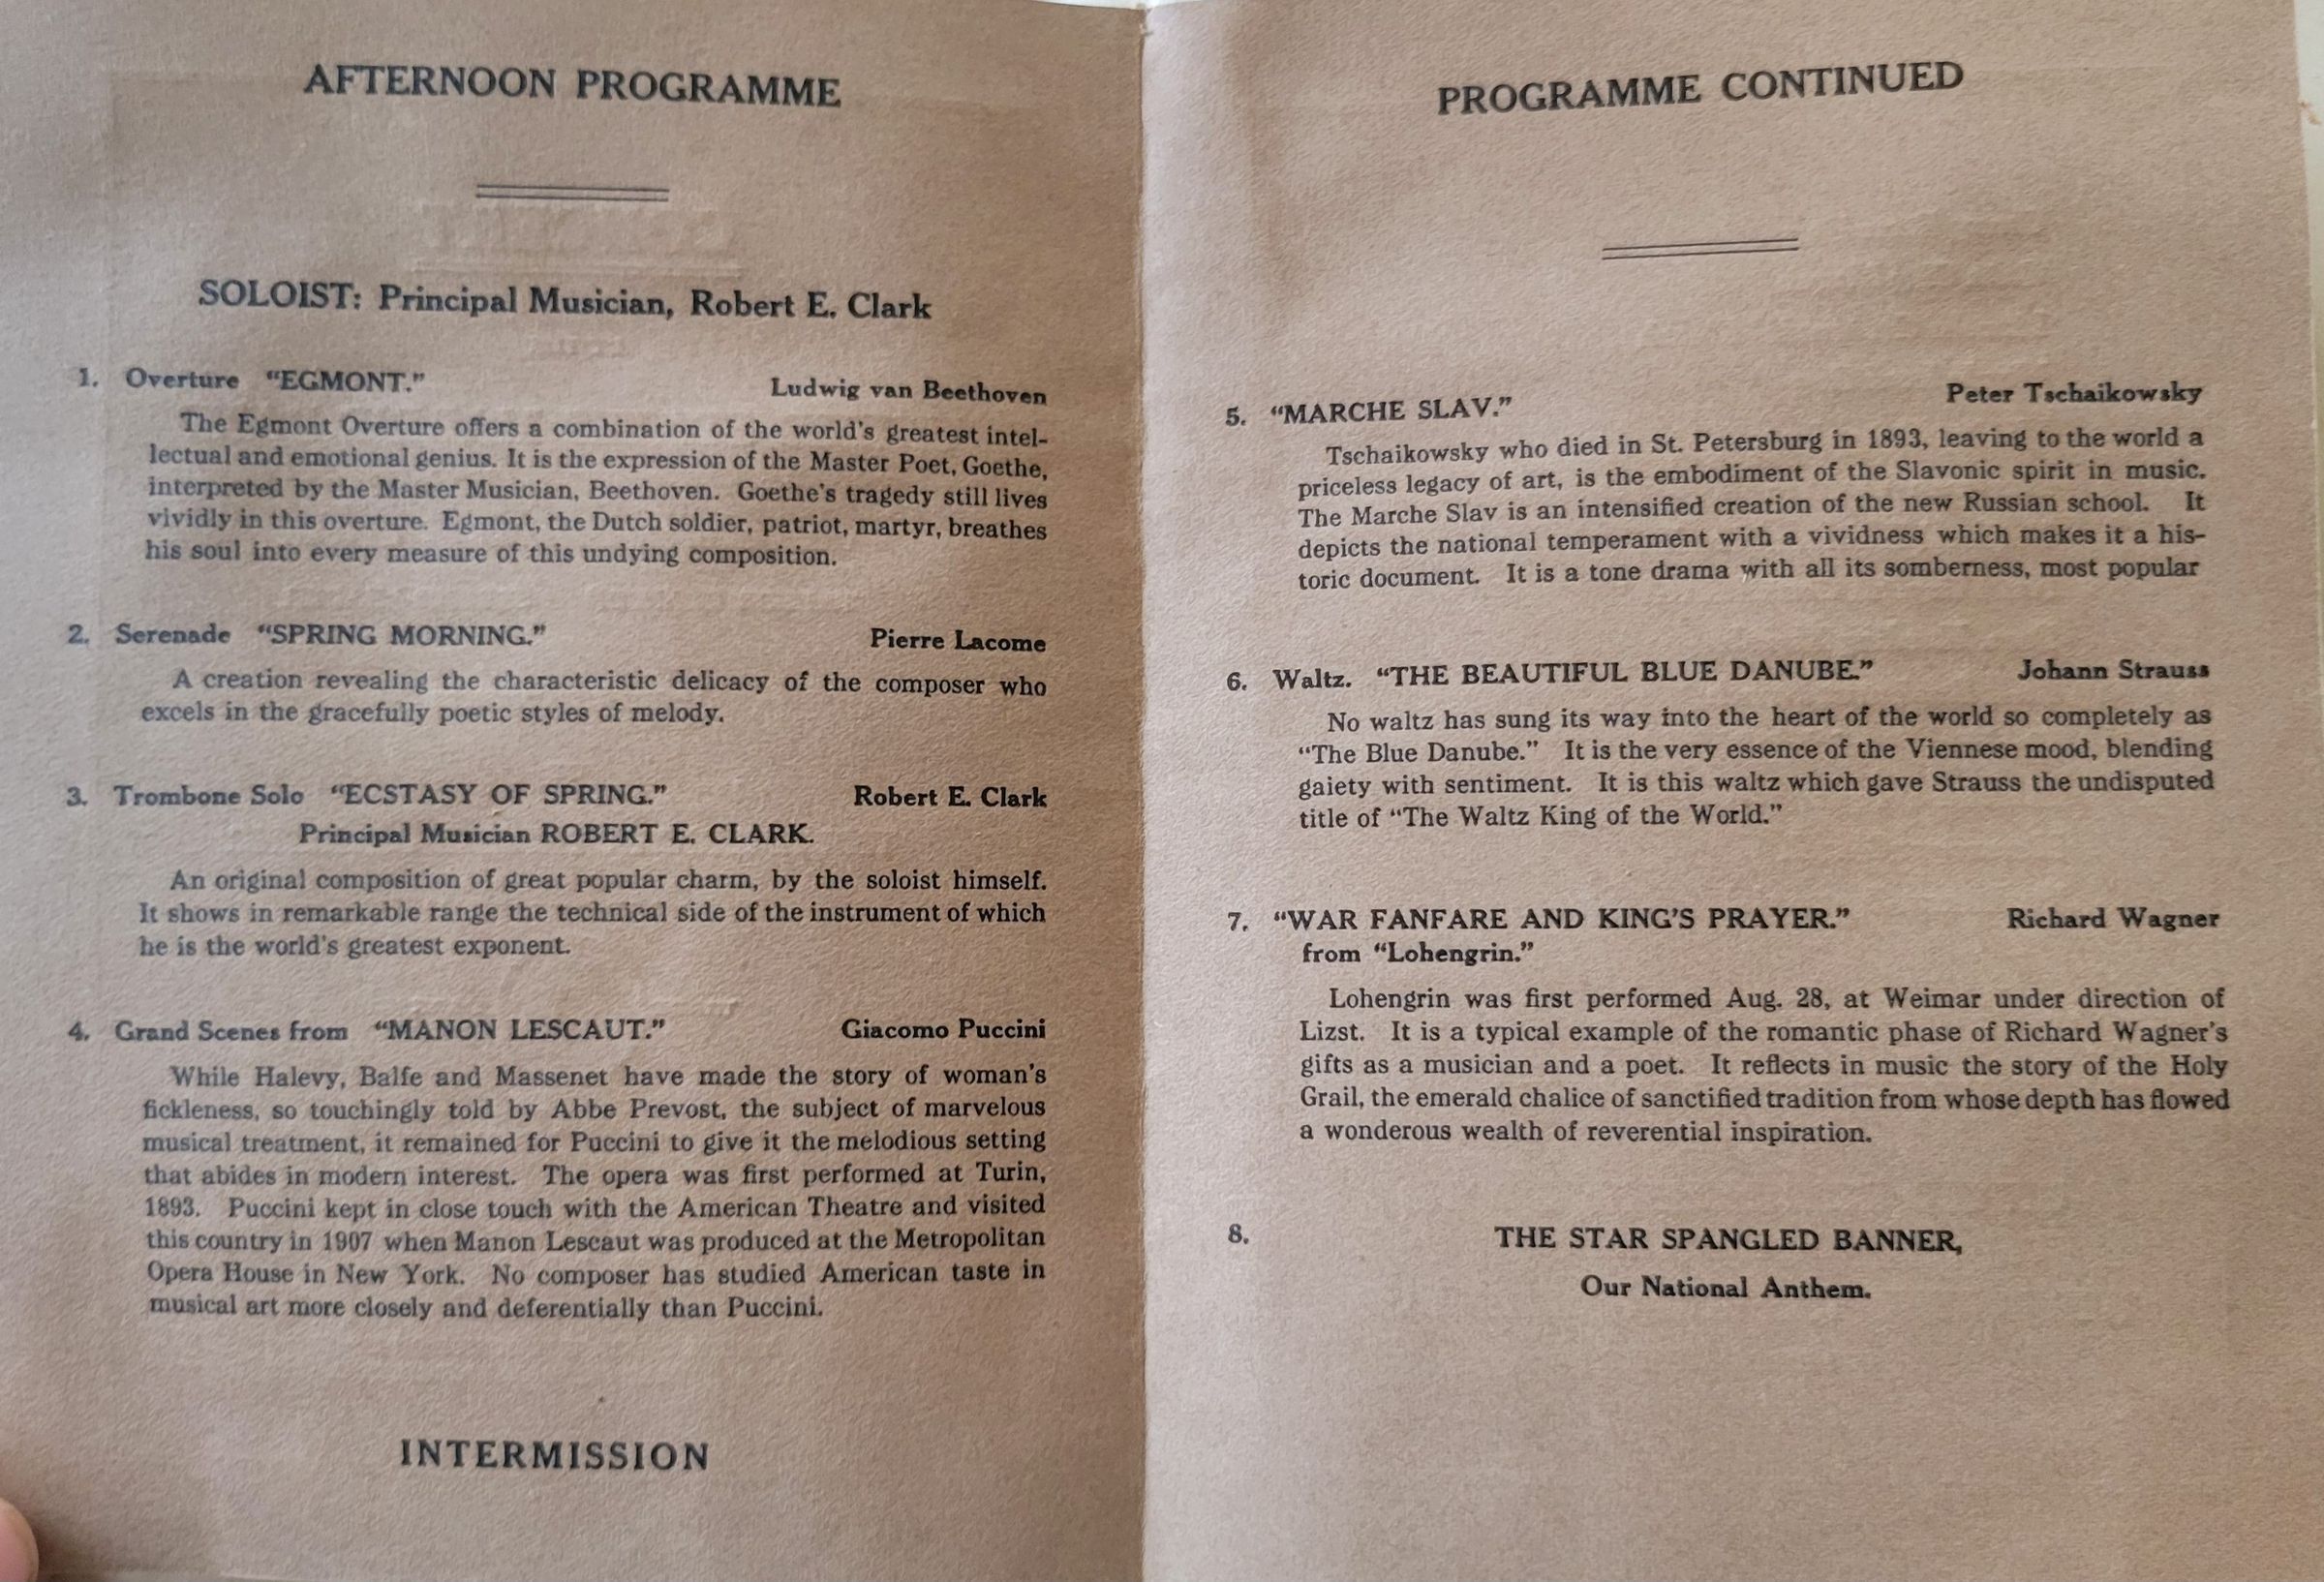 AFTERNOON PROGRAMME
SOLOIST: Principal Musician, Robert E. Clark
1. Overture "EGMONT." Ludwig van Beethoven
The Egmont Overture offers a combination of the world's greatest intel-
lectual and emotional genius. It is the expression of the Master Poet, Goethe,
interpreted by the Master Musician, Beethoven. Goethe's tragedy still lives
vividly in this overture. Egmont, the Dutch soldier, patriot, martyr, breathes
his soul into every measure of this undying composition.
2. Serenade "SPRING MORNING." Pierre Lacome
A creation revealing the characteristic delicacy of the composer who
excels in the gracefully poetic styles of melody.
3. Trombone Solo "ECSTASY OF SPRING." Robert E. Clark
Principal Musician ROBERT E. CLARK.
An original composition of great popular charm, by the soloist himself.
It shows in remarkable range the technical side of the instrument of which
he is the world's greatest exponent.
4. Grand Scenes from "MANON LESCAUT." Giacomo Puccini
While Halevy, Balfe and Massenet have made the story of woman's
fickleness, so touchingly told by Abbe Prevost, the subject of marvelous
musical treatment, it remained for Puccini to give it the melodious setting
that abides in modern interest. The opera was first performed at Turin,
1893. Puccini kept in close touch with the American Theatre and visited
this country in 1907 when Manon Lescaut was produced at the Metropolitan
Opera House in New York. No composer has studied American taste in
musical art more closely and deferentially than Puccini.
INTERMISSION
PROGRAMME CONTINUED
5. "MARCHE SLAV." Peter Tschaikowsky
Tschaikowsky who died in St. Petersburg in 1893, leaving to the world a
priceless legacy of art, is the embodiment of the Slavonic spirit in music.
The Marche Slav is an intensified creation of the new Russian school. It
depicts the national temperament with a vividness which makes it a his-
toric document. It is a tone drama with all its somberness, most popular
6. Waltz. "THE BEAUTIFUL BLUE DANUBE." Johann Strauss
No waltz has sung its way into the heart of the world so completely as
"The Blue Danube." It is the very essence of the Viennese mood, blending
gaiety with sentiment. It is this waltz which gave Strauss the undisputed
title of "The Waltz King of the World."
7. "WAR FANFARE AND KING'S PRAYER." Richard Wagner
from "Lohengrin."
Lohengrin was first performed Aug. 28, at Weimar under direction of
Lizst. It is a typical example of the romantic phase of Richard Wagner's
gifts as a musician and a poet. It reflects in music the story of the Holy
Grail, the emerald chalice of sanctified tradition from whose depth has flowed
a wonderous wealth of reverential inspiration.
8. THE STAR SPANGLED BANNER,
Our National Anthem.